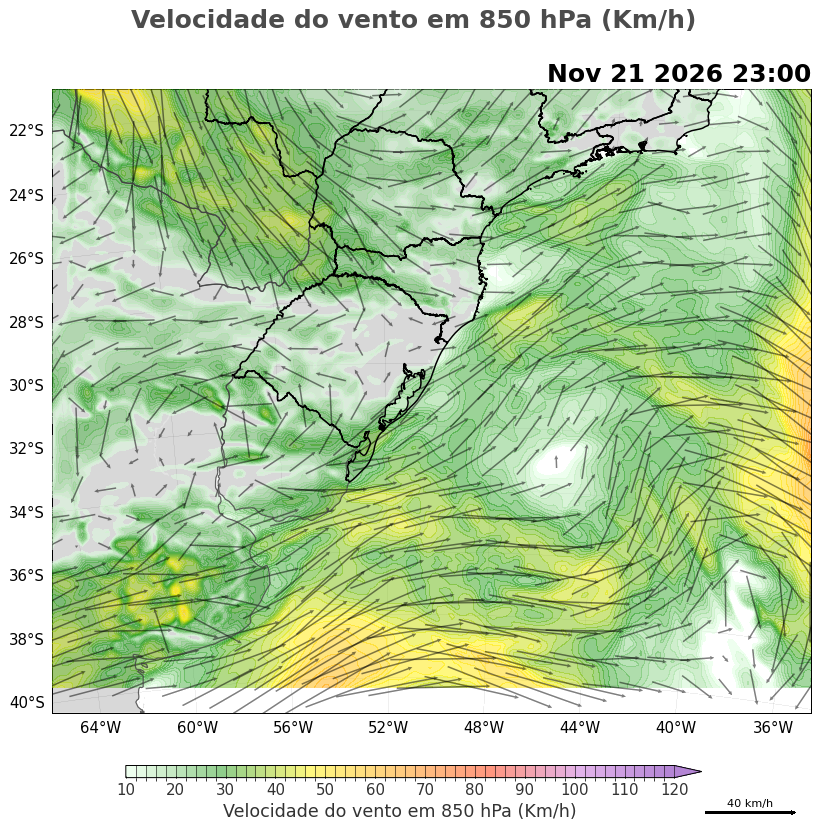 Velocidade do vento em 850 hPa (Km/h)
Nov 21 2026 23:00
22°S
24°S
26°S
28°S
30°S
32°S
34°S
36°S
38°S
40°S
64°W 60°W 56°W 52°W 48°W 44°W 40°W 36°W
10 20 30 40 50 60 70 80 90 100 110 120
Velocidade do vento em 850 hPa (Km/h)
40 km/h